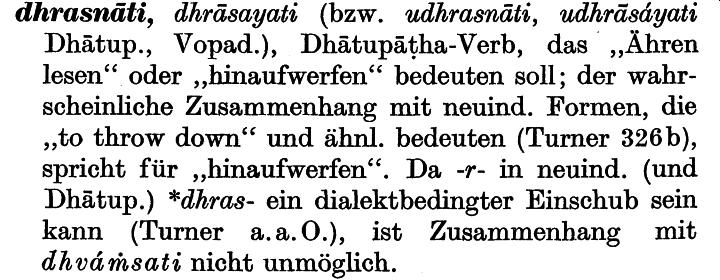 dhrasnāti, dhrāsayati (bzw. udhrasnāti, udhrāsáyati
Dhātup., Vopad.), Dhātupāṭha-Verb, das „Ähren
lesen“ oder „hinaufwerfen“ bedeuten soll; der wahr-
scheinliche Zusammenhang mit neuind. Formen, die
„to throw down“ und ähnl. bedeuten (Turner 326b),
spricht für „hinaufwerfen“. Da -r- in neuind. (und
Dhātup.) *dhras- ein dialektbedingter Einschub sein
kann (Turner a.a.O.), ist Zusammenhang mit
dhváṁsati nicht unmöglich.